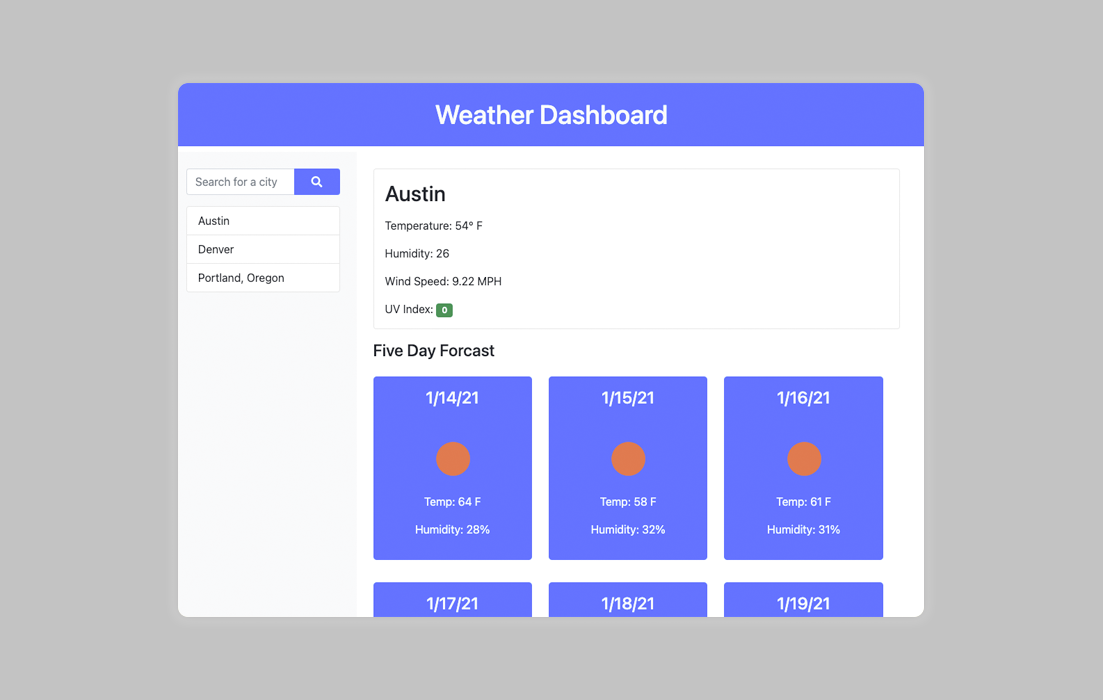 Weather Dashboard
Search for a city
Austin
Denver
Portland, Oregon
Austin
Temperature: 54° F
Humidity: 26
Wind Speed: 9.22 MPH
UV Index: 0
Five Day Forcast
1/14/21
Temp: 64 F
Humidity: 28%
1/15/21
Temp: 58 F
Humidity: 32%
1/16/21
Temp: 61 F
Humidity: 31%
1/17/21
1/18/21
1/19/21